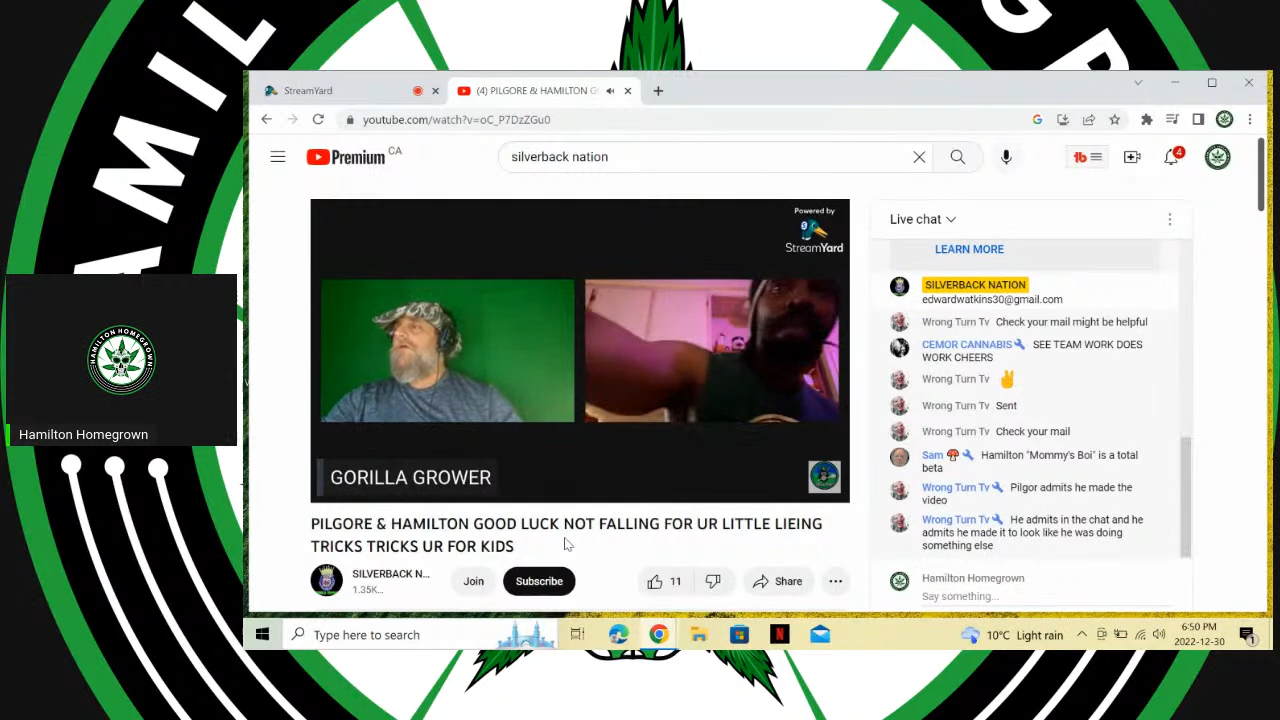 HAMIL
GR
StreamYard
(4) PILGORE & HAMILTON G
youtube.com/watch?v=oC_P7DzZGu0
Premium CA
silverback nation
4
Powered by
StreamYard
GORILLA GROWER
PILGORE & HAMILTON GOOD LUCK NOT FALLING FOR UR LITTLE LIEING
TRICKS TRICKS UR FOR KIDS
SILVERBACK N...
1.35K...
Join
Subscribe
11
Share
Live chat
LEARN MORE
SILVERBACK NATION
edwardwatkins30@gmail.com
Wrong Turn Tv Check your mail might be helpful
CEMOR CANNABIS SEE TEAM WORK DOES
WORK CHEERS
Wrong Turn Tv ✌
Wrong Turn Tv Sent
Wrong Turn Tv Check your mail
Sam 🍄 Hamilton "Mommy's Boi" is a total
beta
Wrong Turn Tv Pilgor admits he made the
video
Wrong Turn Tv He admits in the chat and he
admits he made it to look like he was doing
something else
Hamilton Homegrown
Say something...
HAMILTON HOMEGROWN
Hamilton Homegrown
Type here to search
10°C Light rain
6:50 PM
2022-12-30
1